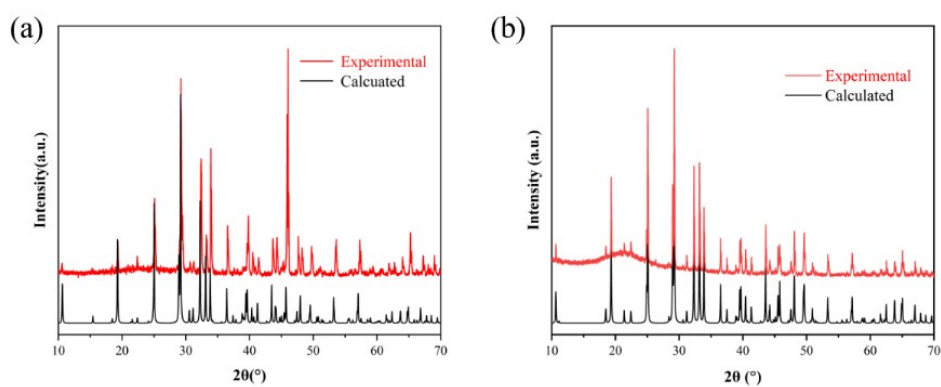 (a)
Experimental
Calcuated
Intensity(a.u.)
10 20 30 40 50 60 70
2θ(°)
(b)
Experimental
Calculated
Intensity (a.u.)
10 20 30 40 50 60 70
2θ (°)